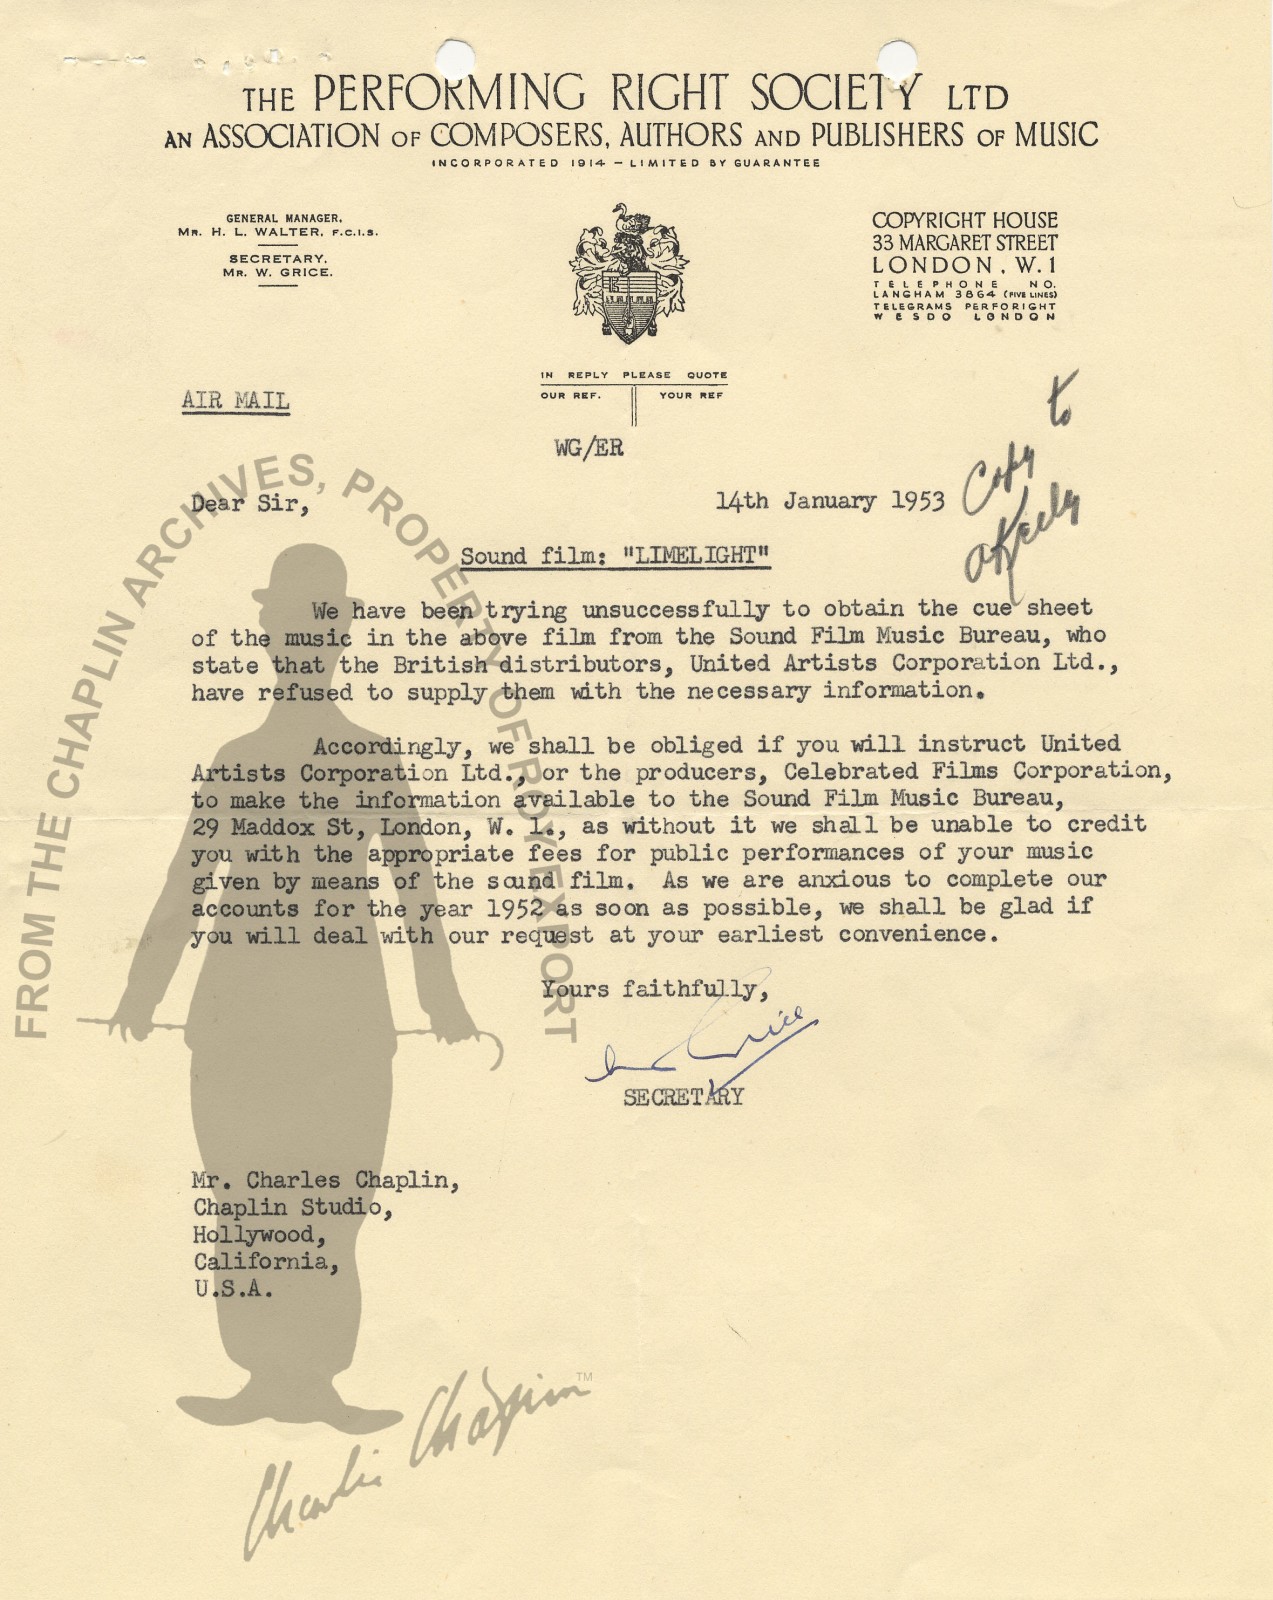 THE PERFORMING RIGHT SOCIETY LTD
AN ASSOCIATION OF COMPOSERS, AUTHORS AND PUBLISHERS OF MUSIC
INCORPORATED 1914 – LIMITED BY GUARANTEE
GENERAL MANAGER.
MR. H. L. WALTER, F.C.I.S.
SECRETARY.
MR. W. GRICE.
COPYRIGHT HOUSE
33 MARGARET STREET
LONDON, W.1
TELEPHONE NO.
LANGHAM 3864 (FIVE LINES)
TELEGRAMS PERFORIGHT
WESDO LONDON
IN REPLY PLEASE QUOTE
OUR REF. YOUR REF
AIR MAIL
WG/ER
Copy to
Keely
Dear Sir, 14th January 1953
Sound film: "LIMELIGHT"
We have been trying unsuccessfully to obtain the cue sheet
of the music in the above film from the Sound Film Music Bureau, who
state that the British distributors, United Artists Corporation Ltd.,
have refused to supply them with the necessary information.
Accordingly, we shall be obliged if you will instruct United
Artists Corporation Ltd., or the producers, Celebrated Films Corporation,
to make the information available to the Sound Film Music Bureau,
29 Maddox St, London, W. 1., as without it we shall be unable to credit
you with the appropriate fees for public performances of your music
given by means of the sound film. As we are anxious to complete our
accounts for the year 1952 as soon as possible, we shall be glad if
you will deal with our request at your earliest convenience.
Yours faithfully,
SECRETARY
Mr. Charles Chaplin,
Chaplin Studio,
Hollywood,
California,
U.S.A.
FROM THE CHAPLIN ARCHIVES, PROPERTY OF ROY EXPORT
Charlie Chaplin TM